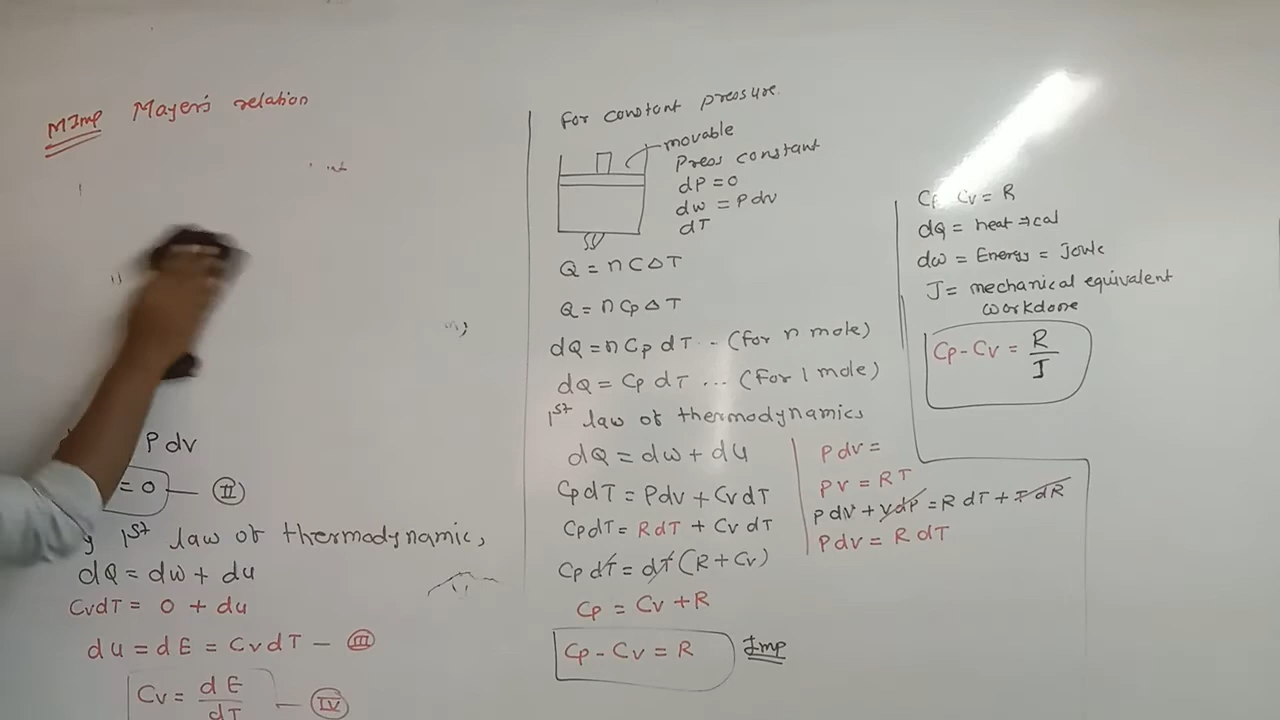 MImp Mayer's relation
P dv
= 0 — (II)
1st law of thermodynamic,
dQ = dw + du
CvdT = 0 + du
du = dE = CvdT — (III)
Cv = dE/dT — (IV)
For constant pressure.
movable
Press constant
dP = 0
dw = P dv
dT
Q = n C Δ T
Q = n Cp Δ T
dQ = n Cp dT .. (for n mole)
dQ = Cp dT ... (For 1 mole)
1st law of thermodynamics
dQ = dw + du
CpdT = Pdv + CvdT
CpdT = RdT + Cv dT
Cp dT = dT (R + Cv)
Cp = Cv + R
Cp - Cv = R Imp
Pdv =
PV = RT
Pdv + vdp = R dT + T dR
Pdv = R dT
Cp Cv = R
dQ = heat ⇒ cal
dw = Energy = Joule
J = mechanical equivalent
workdone
Cp - Cv = R/J